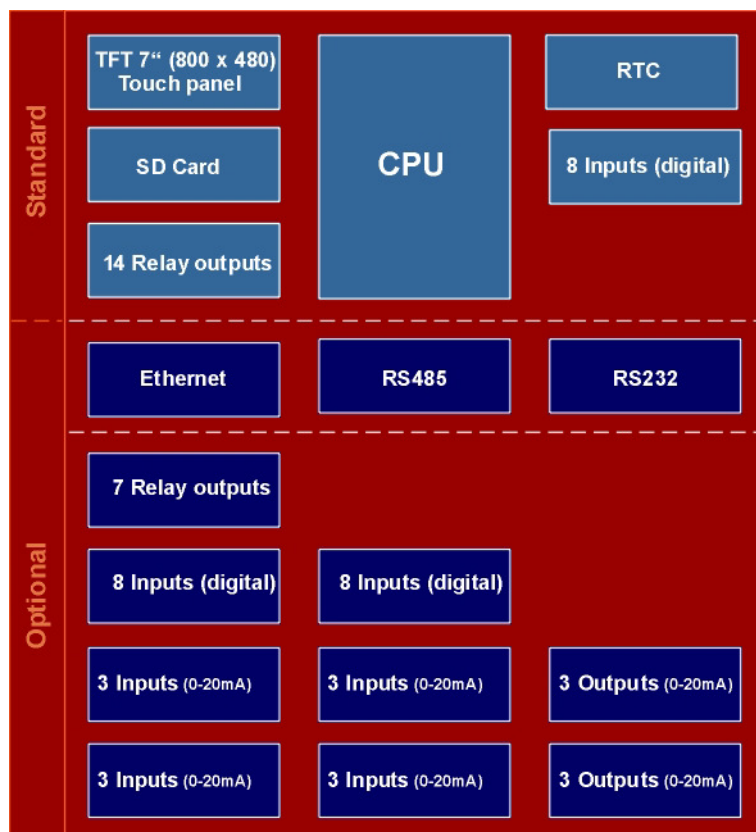 Standard
TFT 7“ (800 x 480)
Touch panel
CPU
RTC
SD Card
8 Inputs (digital)
14 Relay outputs
Optional
Ethernet
RS485
RS232
7 Relay outputs
8 Inputs (digital)
8 Inputs (digital)
3 Inputs (0-20mA)
3 Inputs (0-20mA)
3 Outputs (0-20mA)
3 Inputs (0-20mA)
3 Inputs (0-20mA)
3 Outputs (0-20mA)